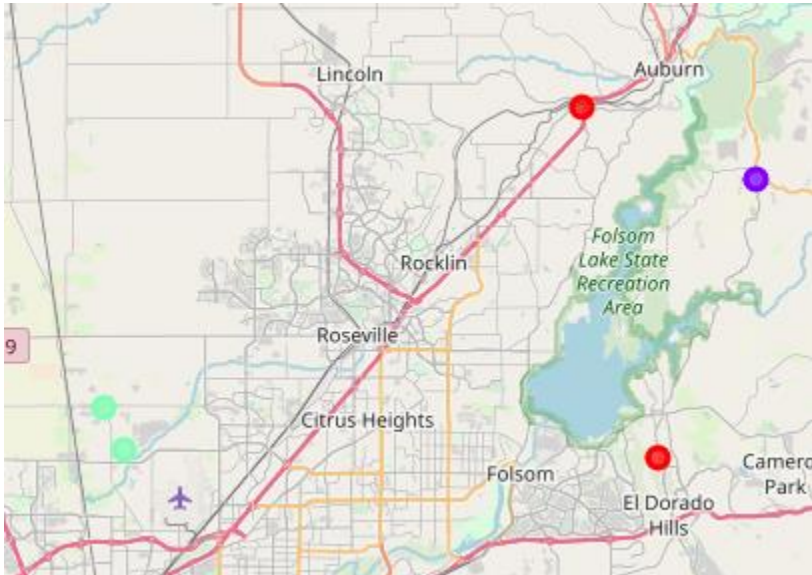 Lincoln
Auburn
Folsom
Lake State
Recreation
Area
Rocklin
9
Roseville
Citrus Heights
Folsom
Camero
Park
El Dorado
Hills